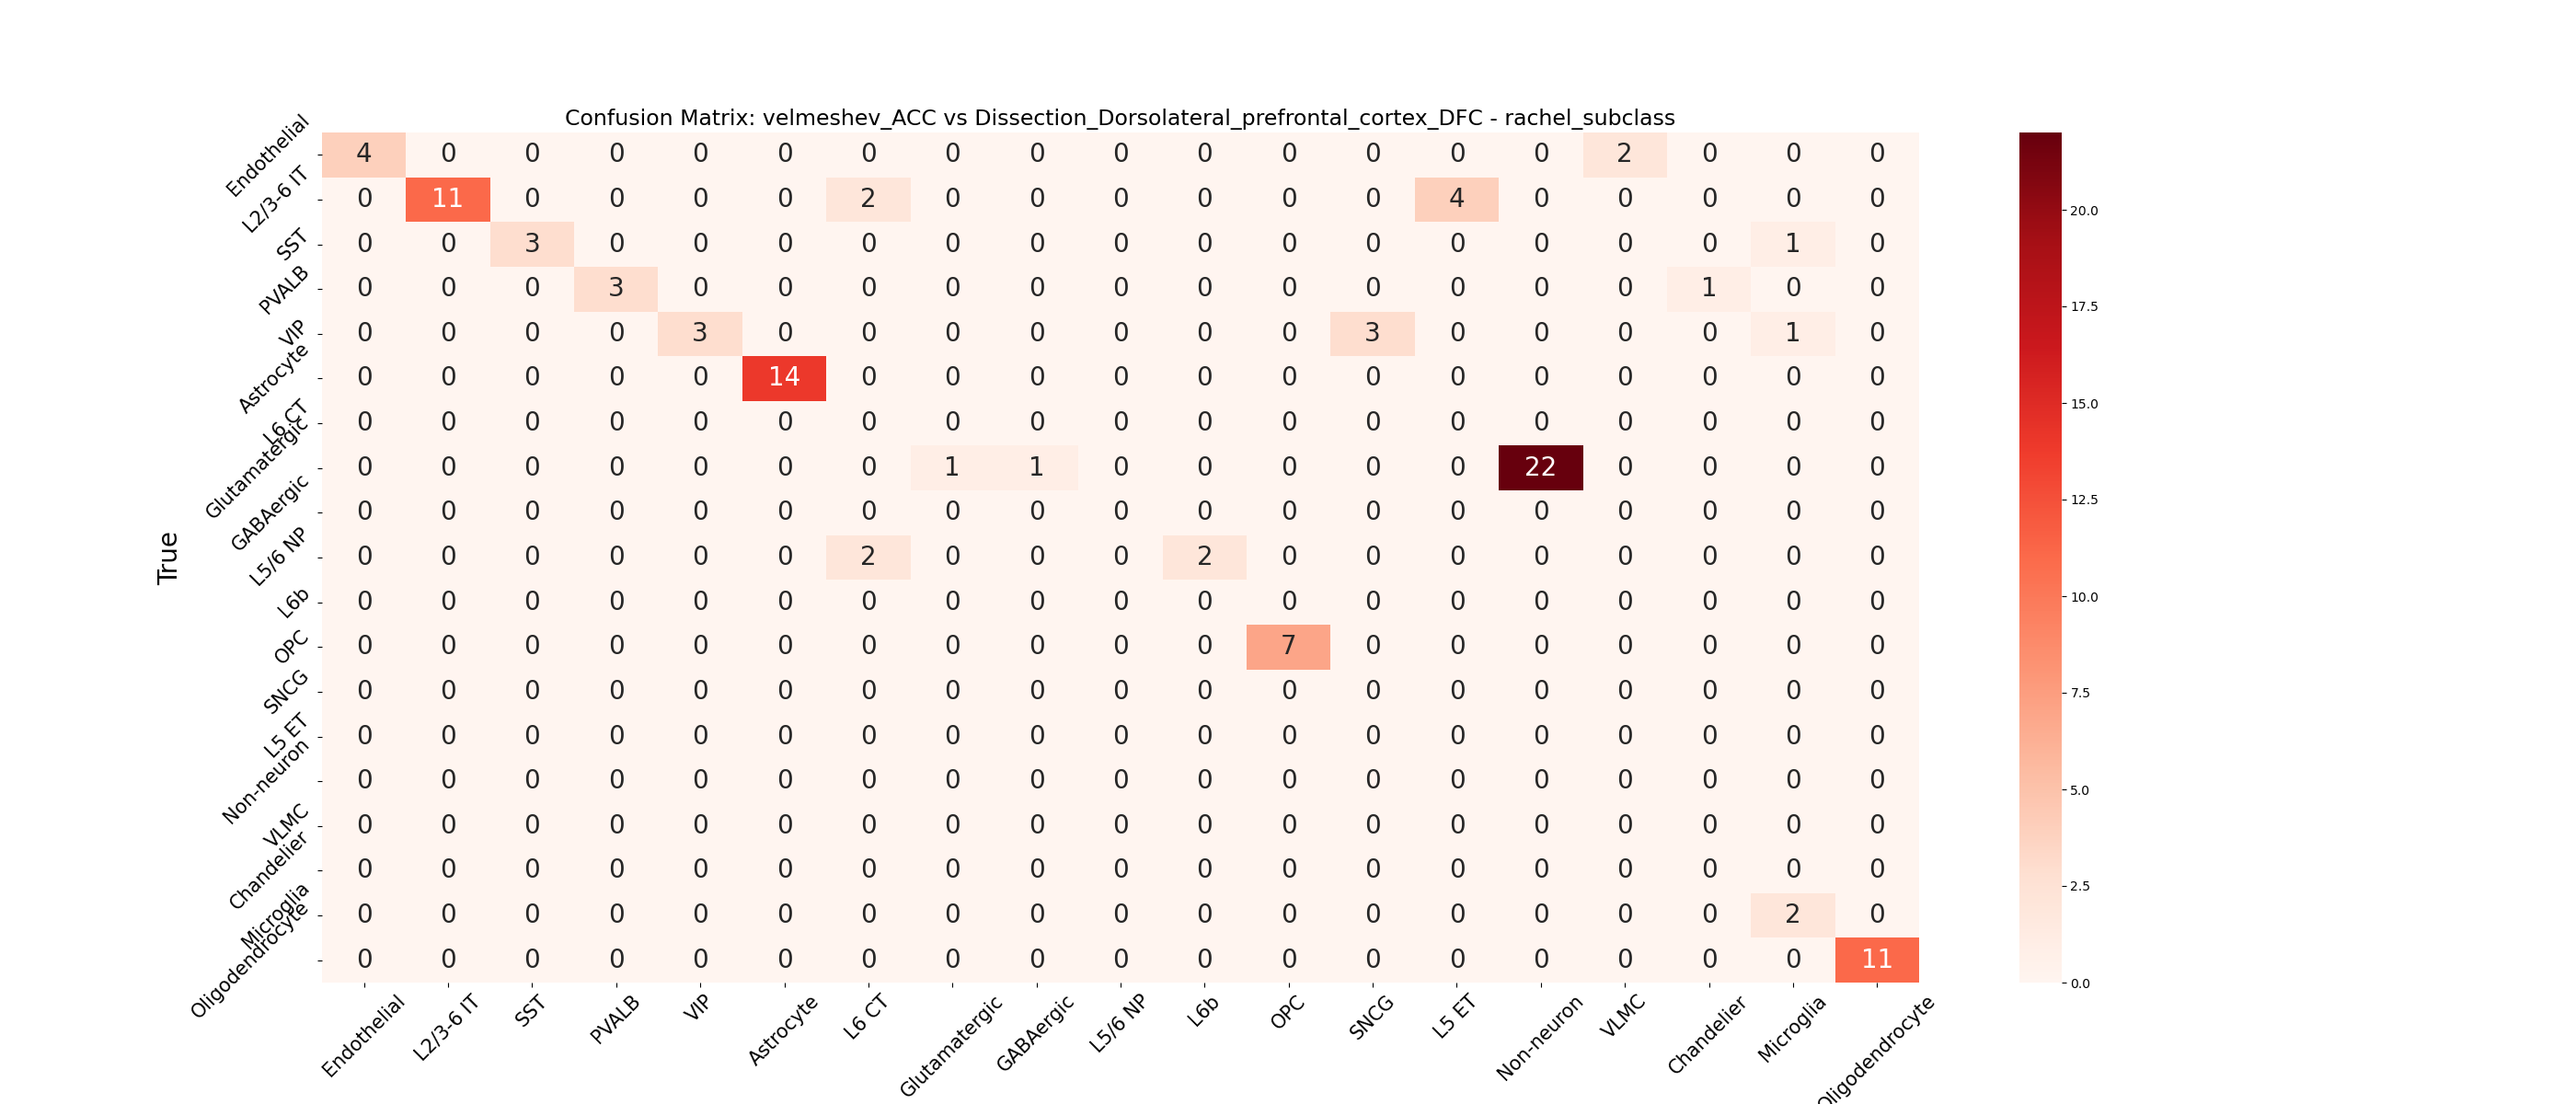 Confusion Matrix: velmeshev_ACC vs Dissection_Dorsolateral_prefrontal_cortex_DFC - rachel_subclass
True
Endothelial 4 0 0 0 0 0 0 0 0 0 0 0 0 0 0 2 0 0 0
L2/3-6 IT 0 11 0 0 0 0 2 0 0 0 0 0 0 4 0 0 0 0 0
SST 0 0 3 0 0 0 0 0 0 0 0 0 0 0 0 0 0 1 0
PVALB 0 0 0 3 0 0 0 0 0 0 0 0 0 0 0 0 1 0 0
VIP 0 0 0 0 3 0 0 0 0 0 0 0 3 0 0 0 0 1 0
Astrocyte 0 0 0 0 0 14 0 0 0 0 0 0 0 0 0 0 0 0 0
L6 CT 0 0 0 0 0 0 0 0 0 0 0 0 0 0 0 0 0 0 0
Glutamatergic 0 0 0 0 0 0 0 1 1 0 0 0 0 0 22 0 0 0 0
GABAergic 0 0 0 0 0 0 0 0 0 0 0 0 0 0 0 0 0 0 0
L5/6 NP 0 0 0 0 0 0 2 0 0 0 2 0 0 0 0 0 0 0 0
L6b 0 0 0 0 0 0 0 0 0 0 0 0 0 0 0 0 0 0 0
OPC 0 0 0 0 0 0 0 0 0 0 0 7 0 0 0 0 0 0 0
SNCG 0 0 0 0 0 0 0 0 0 0 0 0 0 0 0 0 0 0 0
L5 ET 0 0 0 0 0 0 0 0 0 0 0 0 0 0 0 0 0 0 0
Non-neuron 0 0 0 0 0 0 0 0 0 0 0 0 0 0 0 0 0 0 0
VLMC 0 0 0 0 0 0 0 0 0 0 0 0 0 0 0 0 0 0 0
Chandelier 0 0 0 0 0 0 0 0 0 0 0 0 0 0 0 0 0 0 0
Microglia 0 0 0 0 0 0 0 0 0 0 0 0 0 0 0 0 0 2 0
Oligodendrocyte 0 0 0 0 0 0 0 0 0 0 0 0 0 0 0 0 0 0 11
Endothelial L2/3-6 IT SST PVALB VIP Astrocyte L6 CT Glutamatergic GABAergic L5/6 NP L6b OPC SNCG L5 ET Non-neuron VLMC Chandelier Microglia Oligodendrocyte
20.0
17.5
15.0
12.5
10.0
7.5
5.0
2.5
0.0